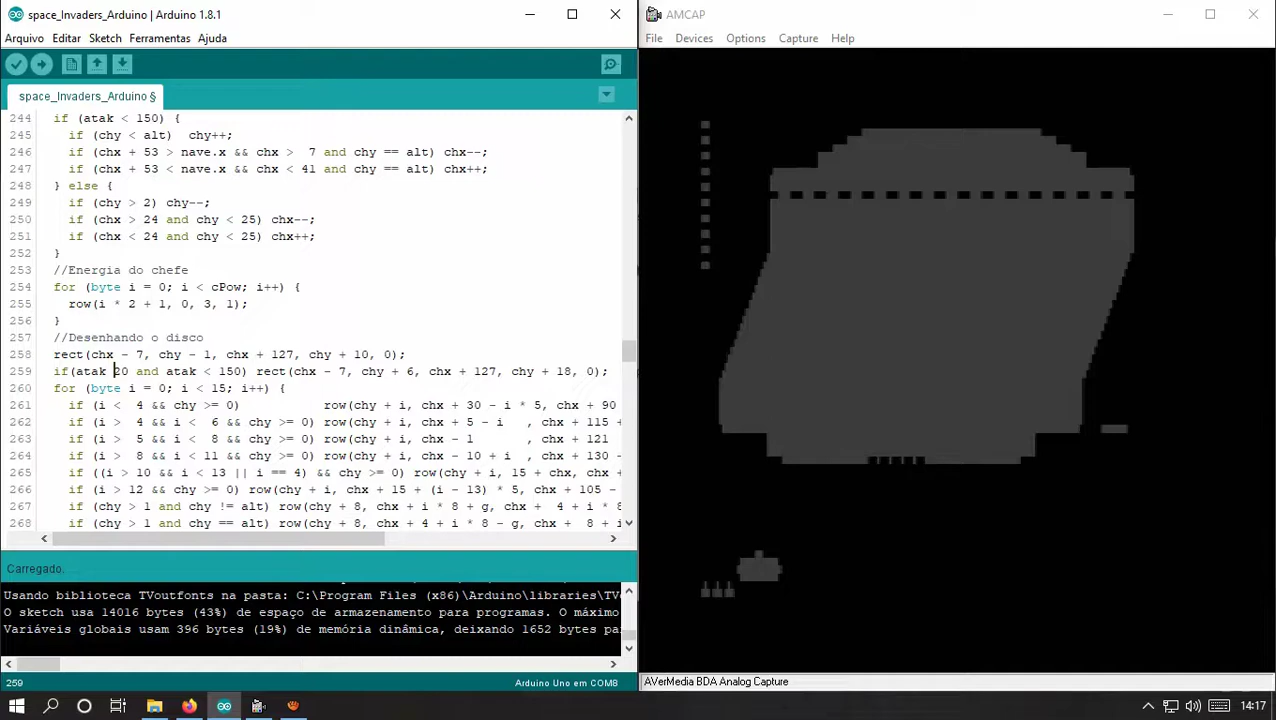 space_Invaders_Arduino | Arduino 1.8.1
Arquivo Editar Sketch Ferramentas Ajuda
space_Invaders_Arduino §
244 if (atak < 150) {
245 if (chy < alt)  chy++;
246 if (chx + 53 > nave.x && chx >  7 and chy == alt) chx--;
247 if (chx + 53 < nave.x && chx < 41 and chy == alt) chx++;
248 } else {
249 if (chy > 2) chy--;
250 if (chx > 24 and chy < 25) chx--;
251 if (chx < 24 and chy < 25) chx++;
252 }
253 //Energia do chefe
254 for (byte i = 0; i < cPow; i++) {
255 row(i * 2 + 1, 0, 3, 1);
256 }
257 //Desenhando o disco
258 rect(chx - 7, chy - 1, chx + 127, chy + 10, 0);
259 if(atak 20 and atak < 150) rect(chx - 7, chy + 6, chx + 127, chy + 18, 0);
260 for (byte i = 0; i < 15; i++) {
261 if (i <  4 && chy >= 0) row(chy + i, chx + 30 - i * 5, chx + 90
262 if (i >  4 && i <  6 && chy >= 0) row(chy + i, chx + 5 - i , chx + 115 +
263 if (i >  5 && i <  8 && chy >= 0) row(chy + i, chx - 1 , chx + 121
264 if (i >  8 && i < 11 && chy >= 0) row(chy + i, chx - 10 + i , chx + 130 -
265 if ((i > 10 && i < 13 || i == 4) && chy >= 0) row(chy + i, 15 + chx, chx +
266 if (i > 12 && chy >= 0) row(chy + i, chx + 15 + (i - 13) * 5, chx + 105 -
267 if (chy > 1 and chy != alt) row(chy + 8, chx + i * 8 + g, chx +  4 + i * 8
268 if (chy > 1 and chy == alt) row(chy + 8, chx + 4 + i * 8 - g, chx +  8 + i
Carregado.
Usando biblioteca TVoutfonts na pasta: C:\Program Files (x86)\Arduino\libraries\TV
O sketch usa 14016 bytes (43%) de espaço de armazenamento para programas. O máximo
Variáveis globais usam 396 bytes (19%) de memória dinâmica, deixando 1652 bytes pa
259 Arduino Uno em COM8
AMCAP
File Devices Options Capture Help
AVerMedia BDA Analog Capture
14:17